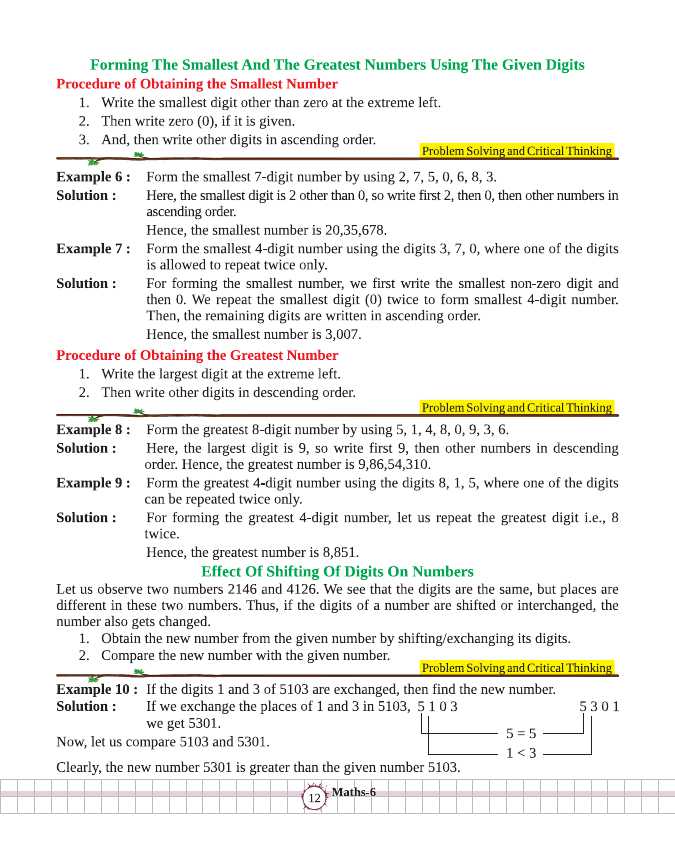 Forming The Smallest And The Greatest Numbers Using The Given Digits
Procedure of Obtaining the Smallest Number
1. Write the smallest digit other than zero at the extreme left.
2. Then write zero (0), if it is given.
3. And, then write other digits in ascending order.
Problem Solving and Critical Thinking
Example 6 : Form the smallest 7-digit number by using 2, 7, 5, 0, 6, 8, 3.
Solution : Here, the smallest digit is 2 other than 0, so write first 2, then 0, then other numbers in
ascending order.
Hence, the smallest number is 20,35,678.
Example 7 : Form the smallest 4-digit number using the digits 3, 7, 0, where one of the digits
is allowed to repeat twice only.
Solution : For forming the smallest number, we first write the smallest non-zero digit and
then 0. We repeat the smallest digit (0) twice to form smallest 4-digit number.
Then, the remaining digits are written in ascending order.
Hence, the smallest number is 3,007.
Procedure of Obtaining the Greatest Number
1. Write the largest digit at the extreme left.
2. Then write other digits in descending order.
Problem Solving and Critical Thinking
Example 8 : Form the greatest 8-digit number by using 5, 1, 4, 8, 0, 9, 3, 6.
Solution : Here, the largest digit is 9, so write first 9, then other numbers in descending
order. Hence, the greatest number is 9,86,54,310.
Example 9 : Form the greatest 4-digit number using the digits 8, 1, 5, where one of the digits
can be repeated twice only.
Solution : For forming the greatest 4-digit number, let us repeat the greatest digit i.e., 8
twice.
Hence, the greatest number is 8,851.
Effect Of Shifting Of Digits On Numbers
Let us observe two numbers 2146 and 4126. We see that the digits are the same, but places are
different in these two numbers. Thus, if the digits of a number are shifted or interchanged, the
number also gets changed.
1. Obtain the new number from the given number by shifting/exchanging its digits.
2. Compare the new number with the given number.
Problem Solving and Critical Thinking
Example 10 : If the digits 1 and 3 of 5103 are exchanged, then find the new number.
Solution : If we exchange the places of 1 and 3 in 5103, 5 1 0 3 5 3 0 1
we get 5301.
5 = 5
Now, let us compare 5103 and 5301.
1 < 3
Clearly, the new number 5301 is greater than the given number 5103.
12 Maths-6